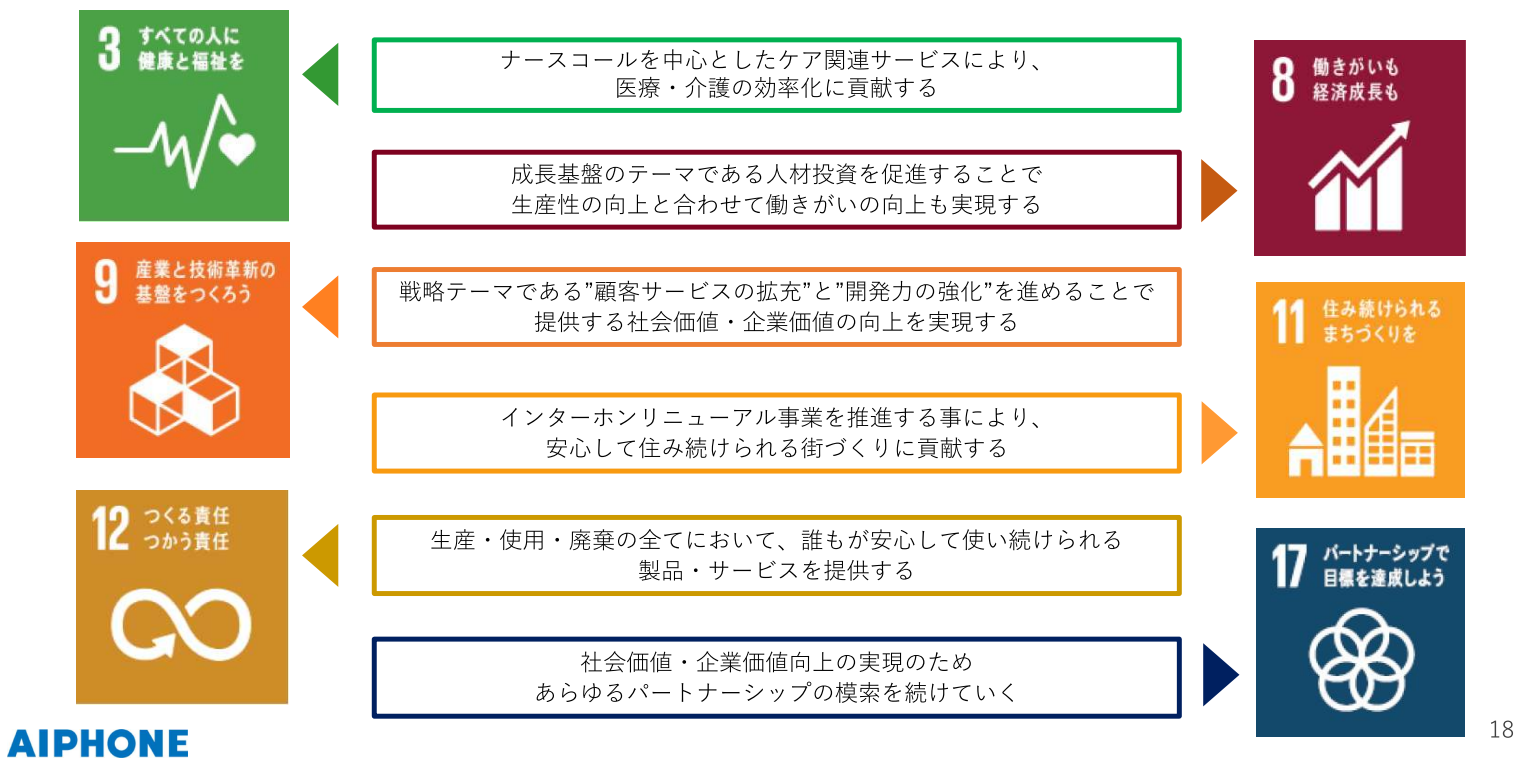 3 すべての人に
健康と福祉を
ナースコールを中心としたケア関連サービスにより、
医療・介護の効率化に貢献する
8 働きがいも
経済成長も
成長基盤のテーマである人材投資を促進することで
生産性の向上と合わせて働きがいの向上も実現する
9 産業と技術革新の
基盤をつくろう
戦略テーマである”顧客サービスの拡充”と”開発力の強化”を進めることで
提供する社会価値・企業価値の向上を実現する
11 住み続けられる
まちづくりを
インターホンリニューアル事業を推進する事により、
安心して住み続けられる街づくりに貢献する
12 つくる責任
つかう責任
生産・使用・廃棄の全てにおいて、誰もが安心して使い続けられる
製品・サービスを提供する
17 パートナーシップで
目標を達成しよう
社会価値・企業価値向上の実現のため
あらゆるパートナーシップの模索を続けていく
AIPHONE
18